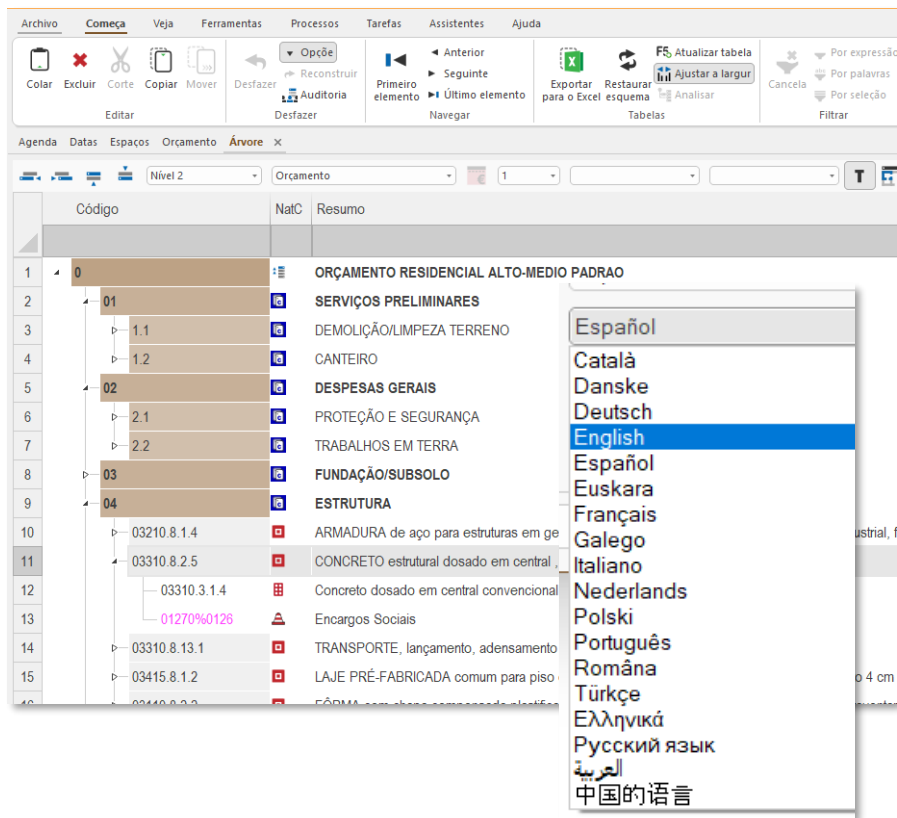 Archivo Começa Veja Ferramentas Processos Tarefas Assistentes Ajuda
Opçõe Anterior F5 Atualizar tabela Por expressão
Reconstruir Seguinte Ajustar a largur Por palavras
Colar Excluir Corte Copiar Mover Desfazer Auditoria Primeiro elemento Último elemento Exportar para o Excel Restaurar esquema Analisar Cancela Por seleção
Editar Desfazer Navegar Tabelas Filtrar
Agenda Datas Espaços Orçamento Árvore ×
Nível 2 Orçamento € 1 T
Código NatC Resumo
1 0 ORÇAMENTO RESIDENCIAL ALTO-MEDIO PADRAO
2 01 SERVIÇOS PRELIMINARES
3 1.1 DEMOLIÇÃO/LIMPEZA TERRENO
4 1.2 CANTEIRO
5 02 DESPESAS GERAIS
6 2.1 PROTEÇÃO E SEGURANÇA
7 2.2 TRABALHOS EM TERRA
8 03 FUNDAÇÃO/SUBSOLO
9 04 ESTRUTURA
10 03210.8.1.4 ARMADURA de aço para estruturas em ge ustrial, f
11 03310.8.2.5 CONCRETO estrutural dosado em central ,
12 03310.3.1.4 Concreto dosado em central convencional
13 01270%0126 Encargos Sociais
14 03310.8.13.1 TRANSPORTE, lançamento, adensamento
15 03415.8.1.2 LAJE PRÉ-FABRICADA comum para piso o 4 cm
Español
Català
Danske
Deutsch
English
Español
Euskara
Français
Galego
Italiano
Nederlands
Polski
Português
Româna
Türkçe
Ελληνικά
Русский язык
العربية
中国的语言